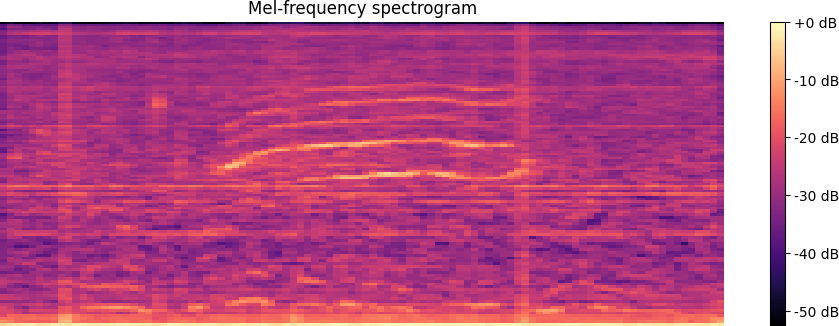 Mel-frequency spectrogram
+0 dB
-10 dB
-20 dB
-30 dB
-40 dB
-50 dB